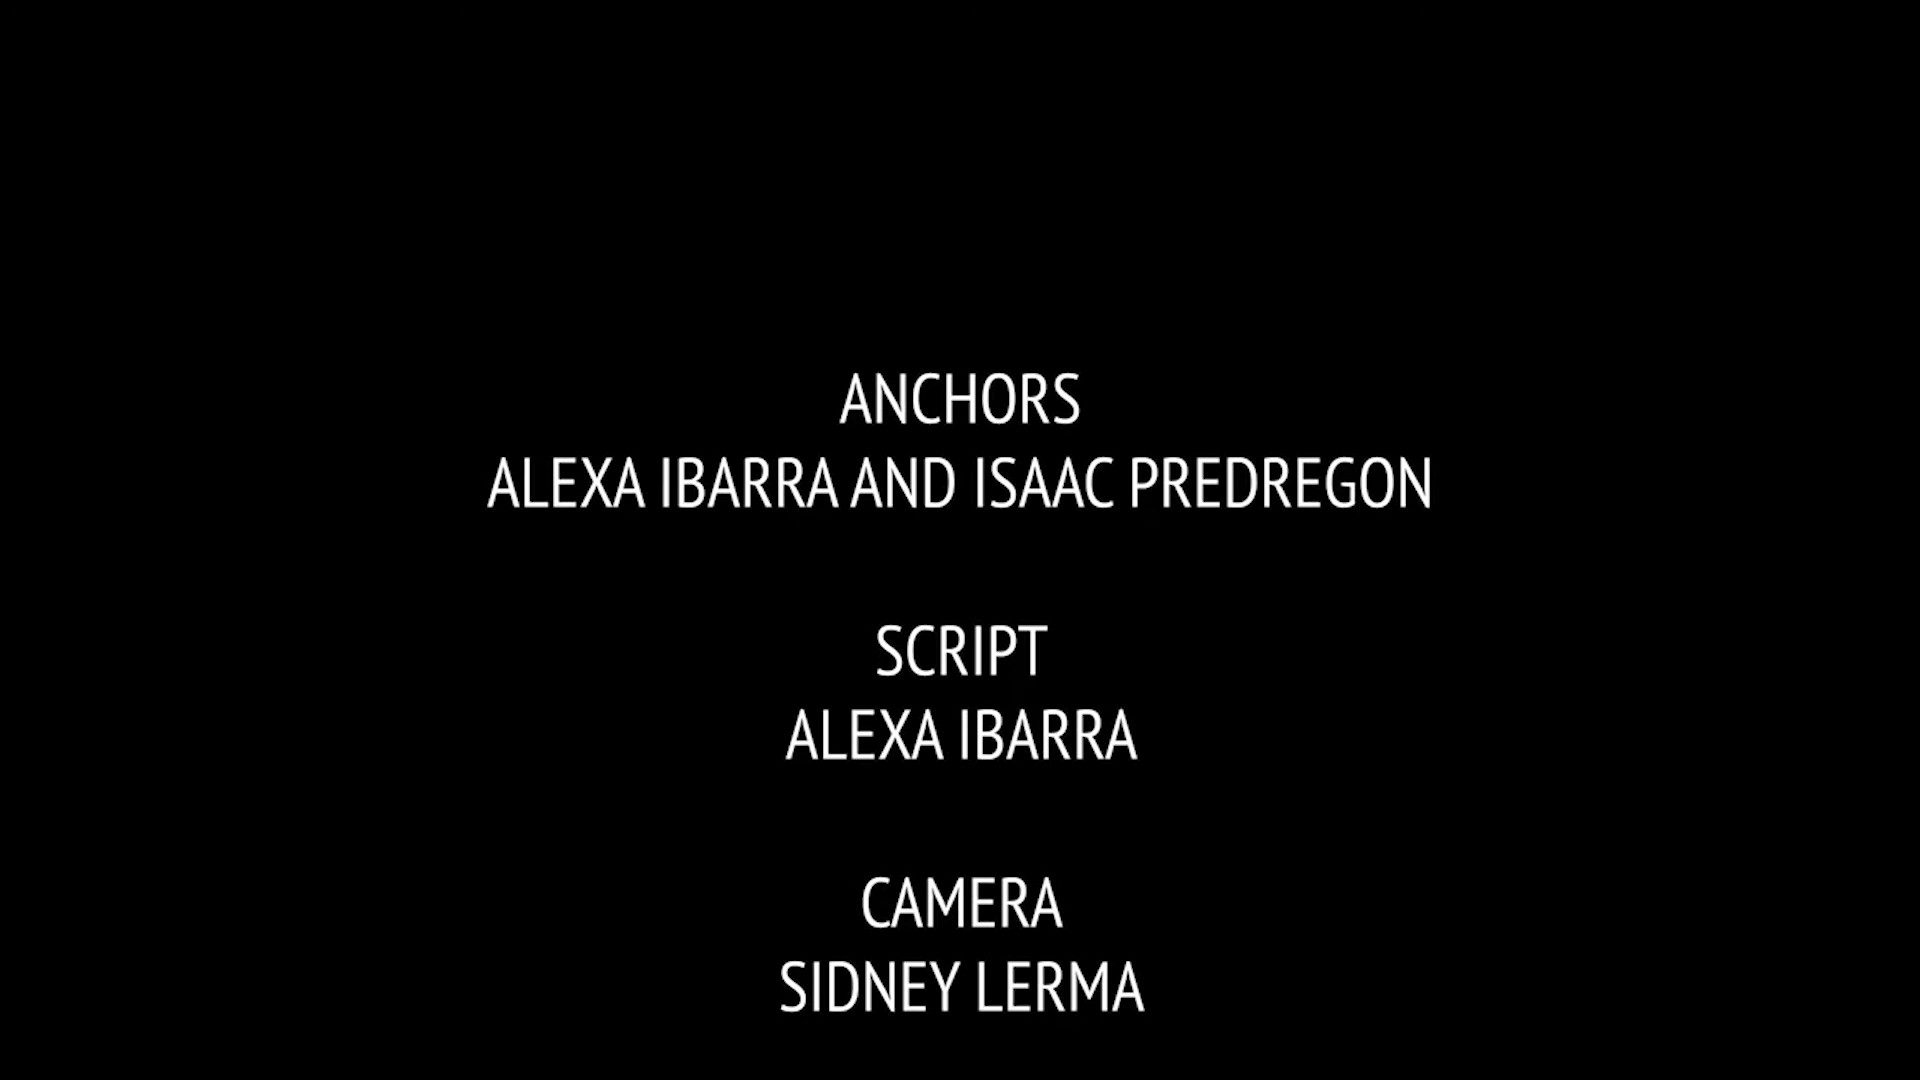 ANCHORS
ALEXA IBARRA AND ISAAC PREDREGON
SCRIPT
ALEXA IBARRA
CAMERA
SIDNEY LERMA